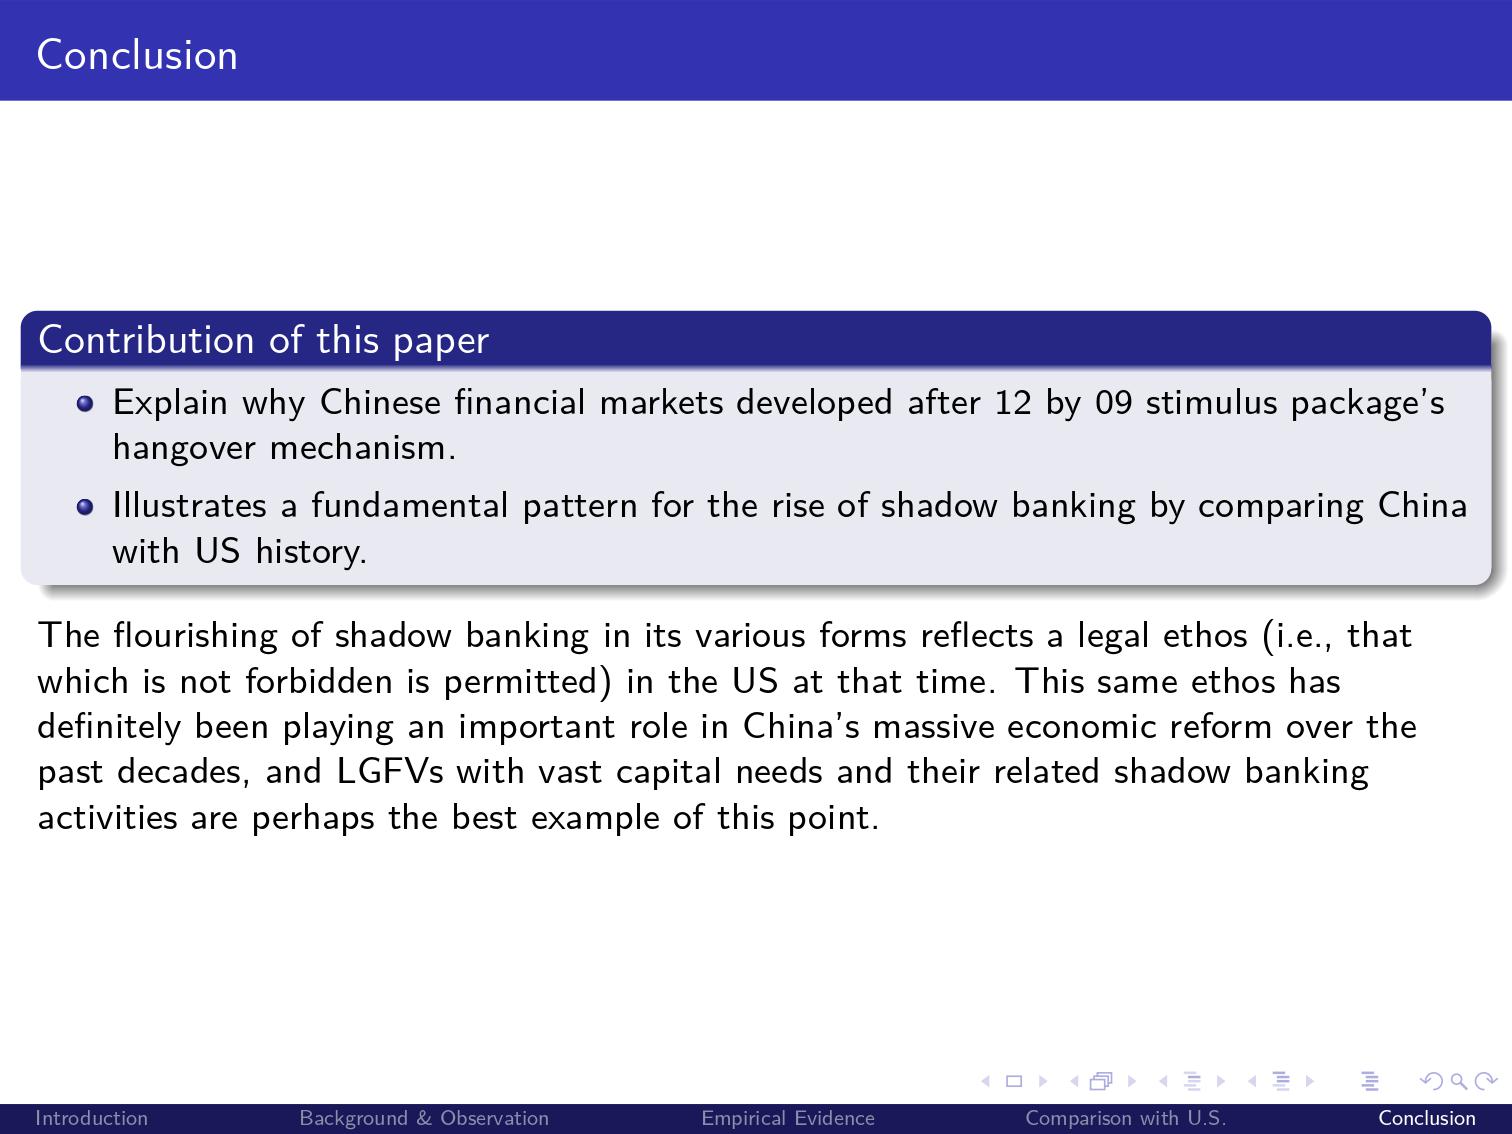 Conclusion
Contribution of this paper
Explain why Chinese financial markets developed after 12 by 09 stimulus package's
hangover mechanism.
Illustrates a fundamental pattern for the rise of shadow banking by comparing China
with US history.
The flourishing of shadow banking in its various forms reflects a legal ethos (i.e., that
which is not forbidden is permitted) in the US at that time. This same ethos has
definitely been playing an important role in China's massive economic reform over the
past decades, and LGFVs with vast capital needs and their related shadow banking
activities are perhaps the best example of this point.
Introduction Background & Observation Empirical Evidence Comparison with U.S. Conclusion